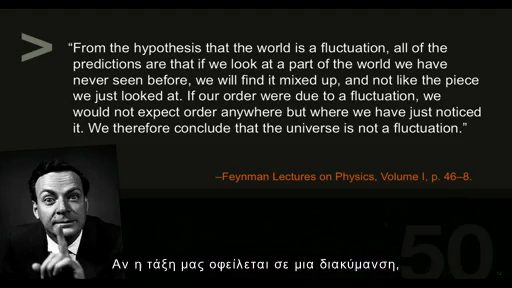 “From the hypothesis that the world is a fluctuation, all of the
predictions are that if we look at a part of the world we have
never seen before, we will find it mixed up, and not like the piece
we just looked at. If our order were due to a fluctuation, we
would not expect order anywhere but where we have just noticed
it. We therefore conclude that the universe is not a fluctuation.”
–Feynman Lectures on Physics, Volume I, p. 46–8.
50
Αν η τάξη μας οφείλεται σε μια διακύμανση,